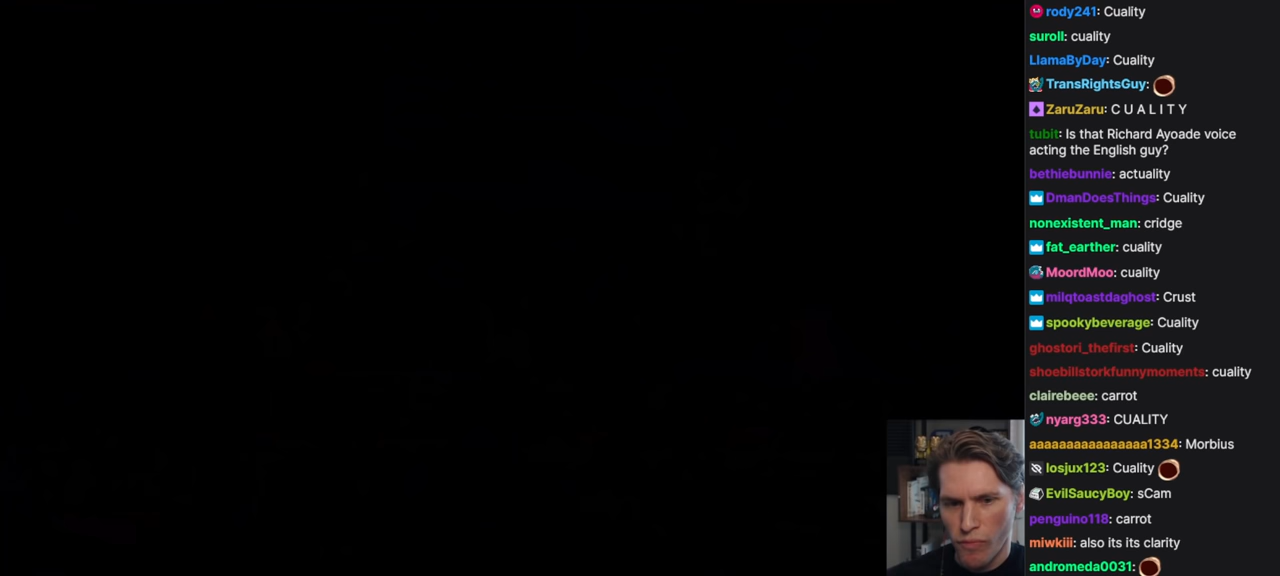 rody241: Cuality
suroll: cuality
LlamaByDay: Cuality
TransRightsGuy:
ZaruZaru: C U A L I T Y
tubit: Is that Richard Ayoade voice
acting the English guy?
bethiebunnie: actuality
DmanDoesThings: Cuality
nonexistent_man: cridge
fat_earther: cuality
MoordMoo: cuality
milqtoastdaghost: Crust
spookybeverage: Cuality
ghostori_thefirst: Cuality
shoebillstorkfunnymoments: cuality
clairebeee: carrot
nyarg333: CUALITY
aaaaaaaaaaaaaaaa1334: Morbius
losjux123: Cuality
EvilSaucyBoy: sCam
penguino118: carrot
miwkiii: also its its clarity
andromeda0031: